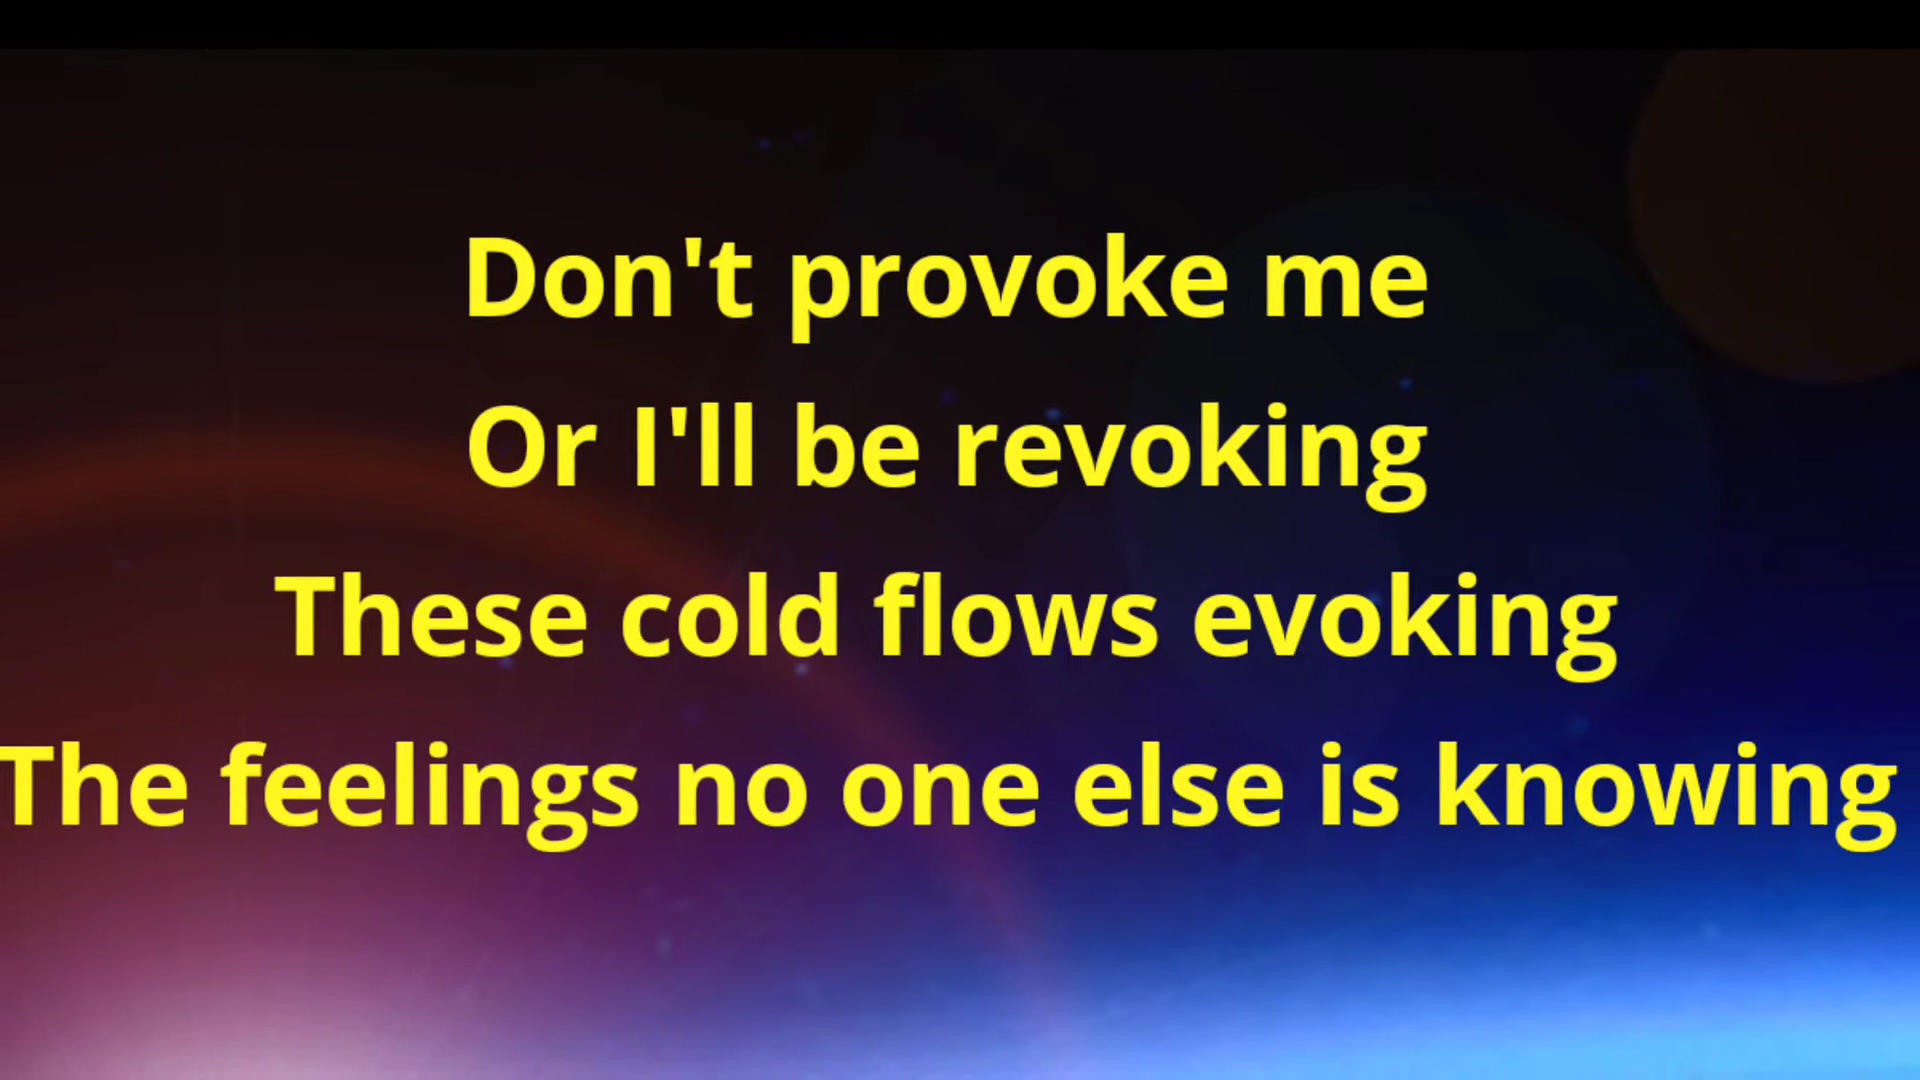 Don't provoke me
Or I'll be revoking
These cold flows evoking
The feelings no one else is knowing